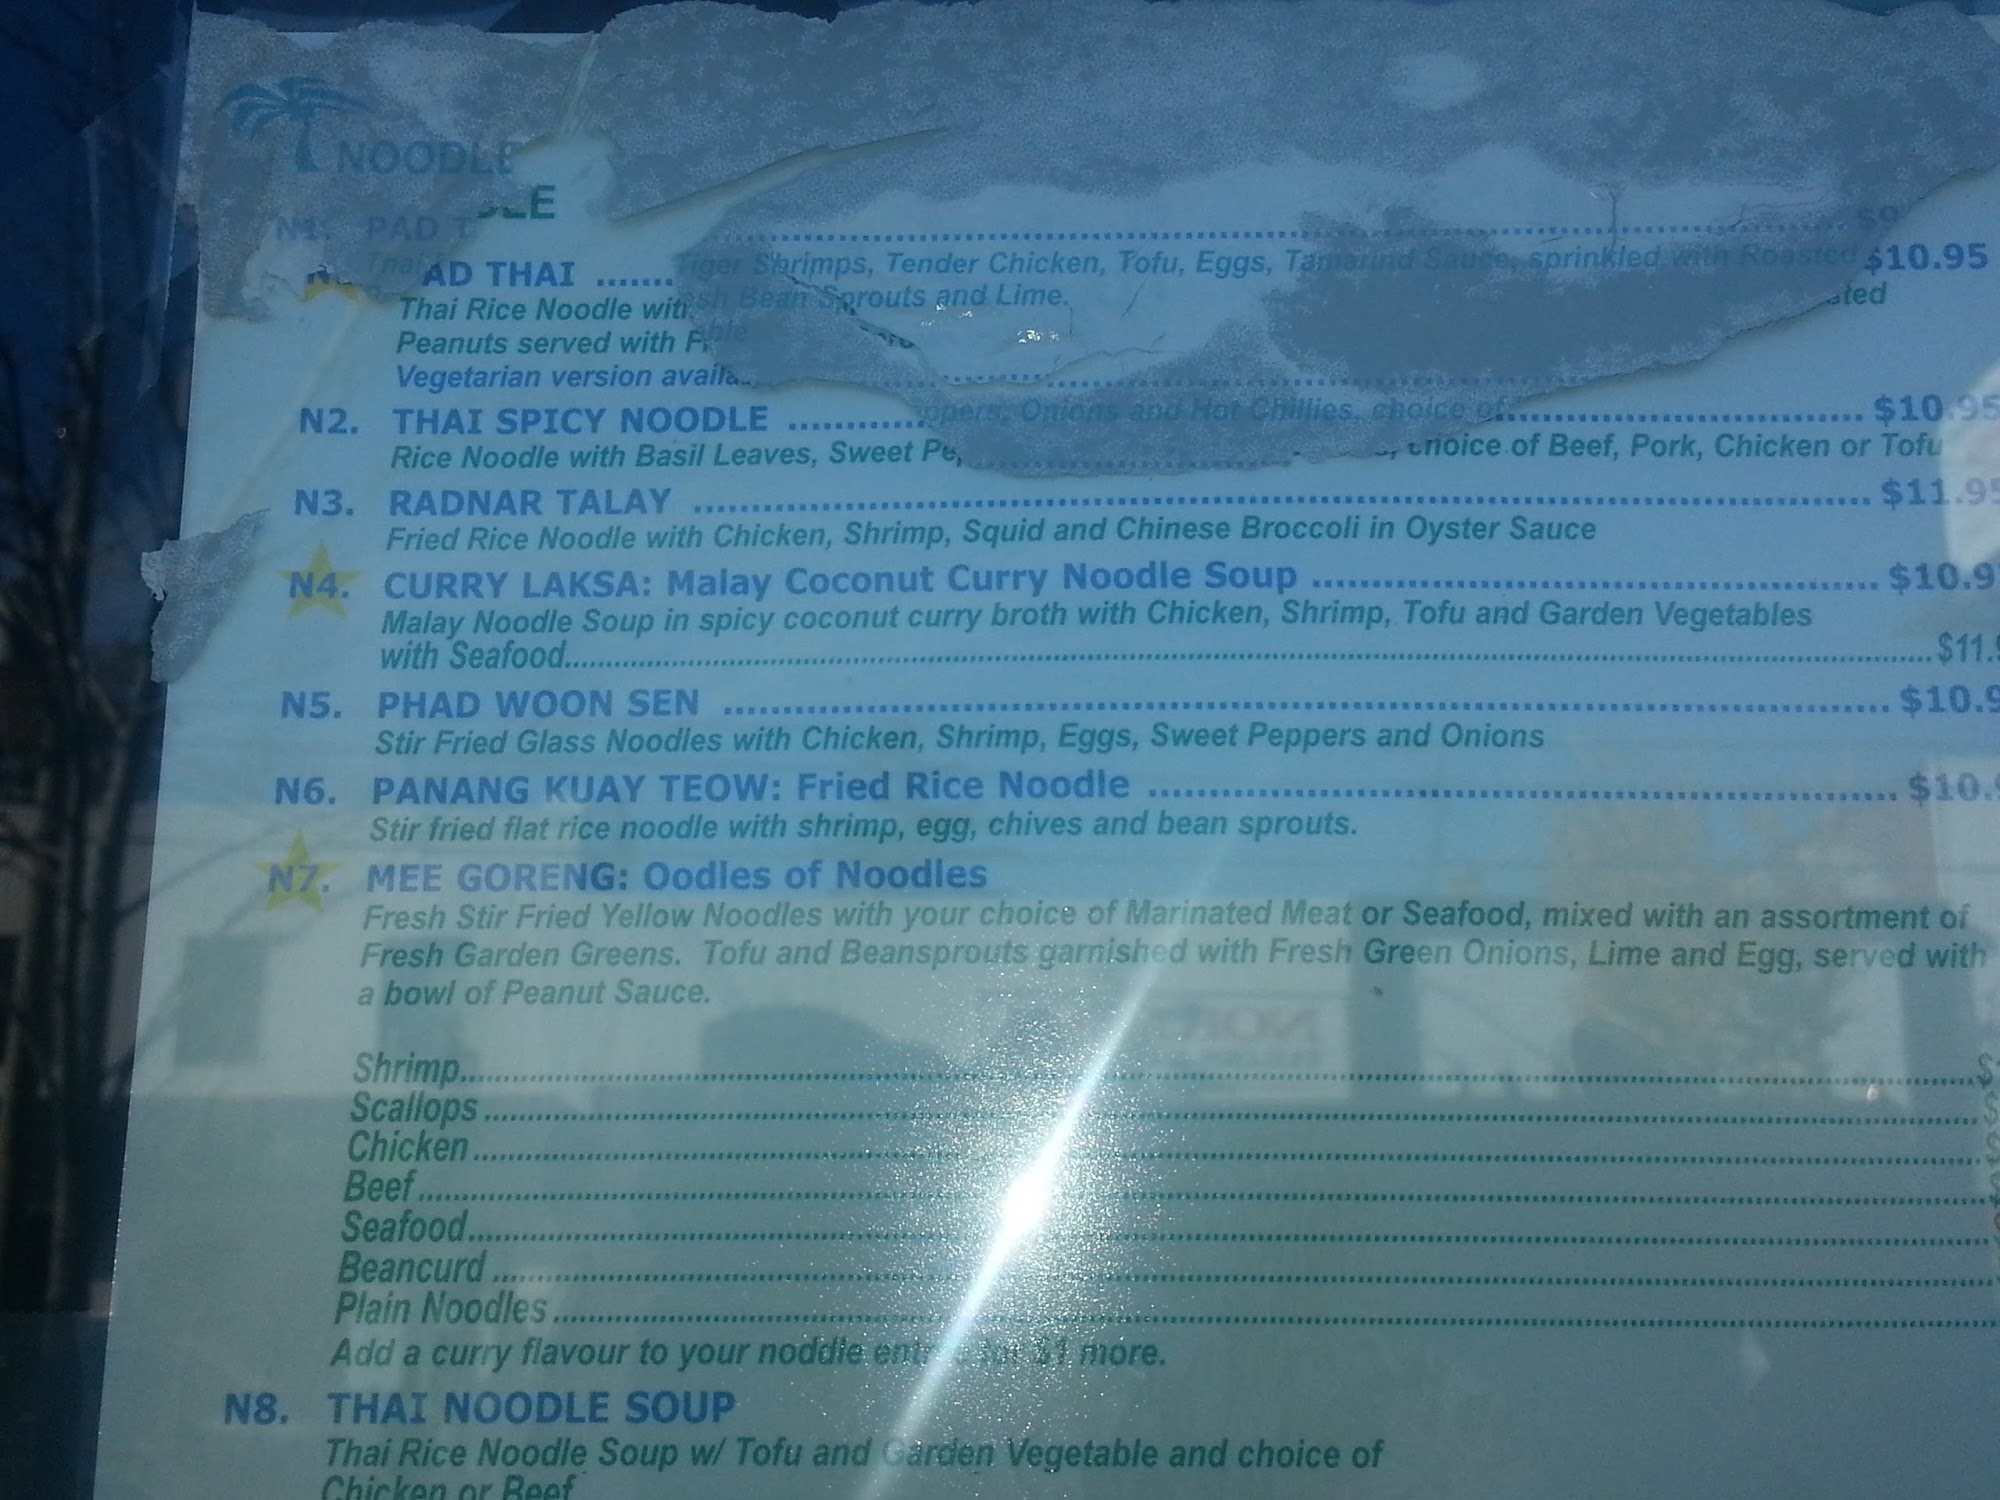 NOODLE
LE
N1. PAD T $9
AD THAI ....... Tiger Shrimps, Tender Chicken, Tofu, Eggs, Tamarind Sauce, sprinkled with Roasted $10.95
Thai Rice Noodle with Bean Sprouts and Lime.
Peanuts served with
Vegetarian version
N2. THAI SPICY NOODLE ............ Onions and Hot Chillies, choice of ........ $10.95
Rice Noodle with Basil Leaves, Sweet choice of Beef, Pork, Chicken or Tofu
N3. RADNAR TALAY ........ $11.95
Fried Rice Noodle with Chicken, Shrimp, Squid and Chinese Broccoli in Oyster Sauce
N4. CURRY LAKSA: Malay Coconut Curry Noodle Soup ........ $10.9
Malay Noodle Soup in spicy coconut curry broth with Chicken, Shrimp, Tofu and Garden Vegetables
with Seafood........ $11.
N5. PHAD WOON SEN ........ $10.9
Stir Fried Glass Noodles with Chicken, Shrimp, Eggs, Sweet Peppers and Onions
N6. PANANG KUAY TEOW: Fried Rice Noodle ........ $10.
Stir fried flat rice noodle with shrimp, egg, chives and bean sprouts.
N7. MEE GORENG: Oodles of Noodles
Fresh Stir Fried Yellow Noodles with your choice of Marinated Meat or Seafood, mixed with an assortment of
Fresh Garden Greens. Tofu and Beansprouts garnished with Fresh Green Onions, Lime and Egg, served with
a bowl of Peanut Sauce.
Shrimp........ $
Scallops ........ $
Chicken ........ $
Beef ........
Seafood........
Beancurd ........
Plain Noodles ........
Add a curry flavour to your noddle for $1 more.
N8. THAI NOODLE SOUP
Thai Rice Noodle Soup w/ Tofu and Garden Vegetable and choice of
Chicken or Beef